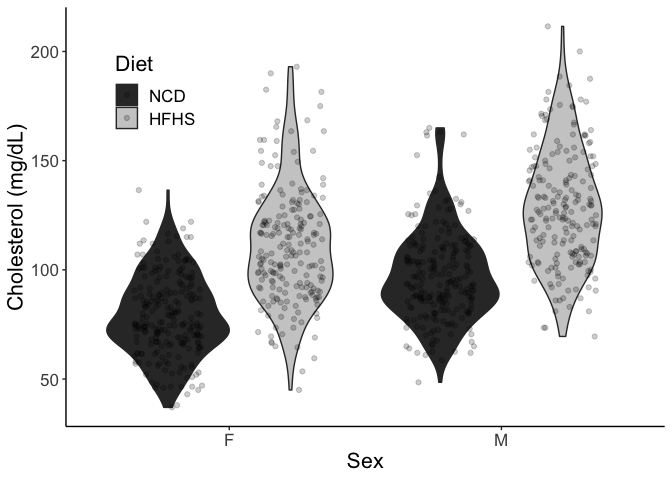 Diet
NCD
HFHS
Cholesterol (mg/dL)
200
150
100
50
F
M
Sex